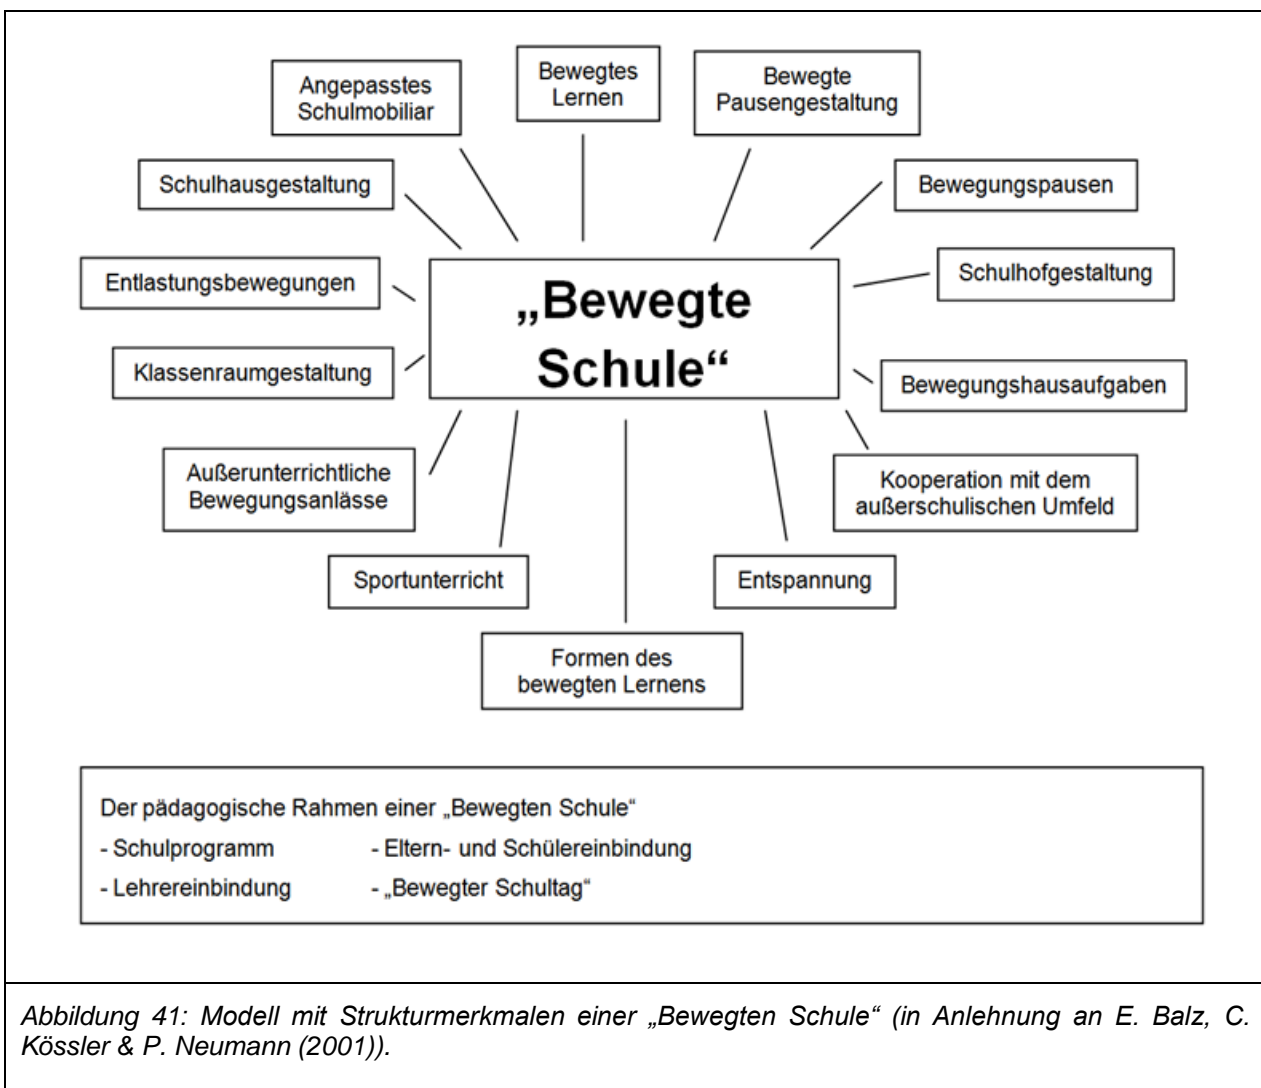 Angepasstes
Schulmobiliar
Bewegtes
Lernen
Bewegte
Pausengestaltung
Schulhausgestaltung
Bewegungspausen
Entlastungsbewegungen
Schulhofgestaltung
„Bewegte
Schule“
Klassenraumgestaltung
Bewegungshausaufgaben
Außerunterrichtliche
Bewegungsanlässe
Kooperation mit dem
außerschulischen Umfeld
Sportunterricht
Entspannung
Formen des
bewegten Lernens
Der pädagogische Rahmen einer „Bewegten Schule“
- Schulprogramm - Eltern- und Schülereinbindung
- Lehrereinbindung - „Bewegter Schultag“
Abbildung 41: Modell mit Strukturmerkmalen einer „Bewegten Schule“ (in Anlehnung an E. Balz, C.
Kössler & P. Neumann (2001)).